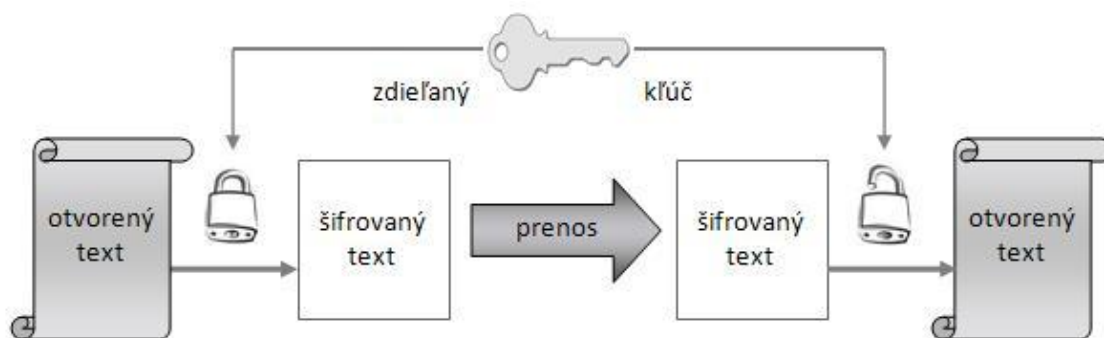 zdieľaný kľúč
otvorený
text
šifrovaný
text
prenos
šifrovaný
text
otvorený
text